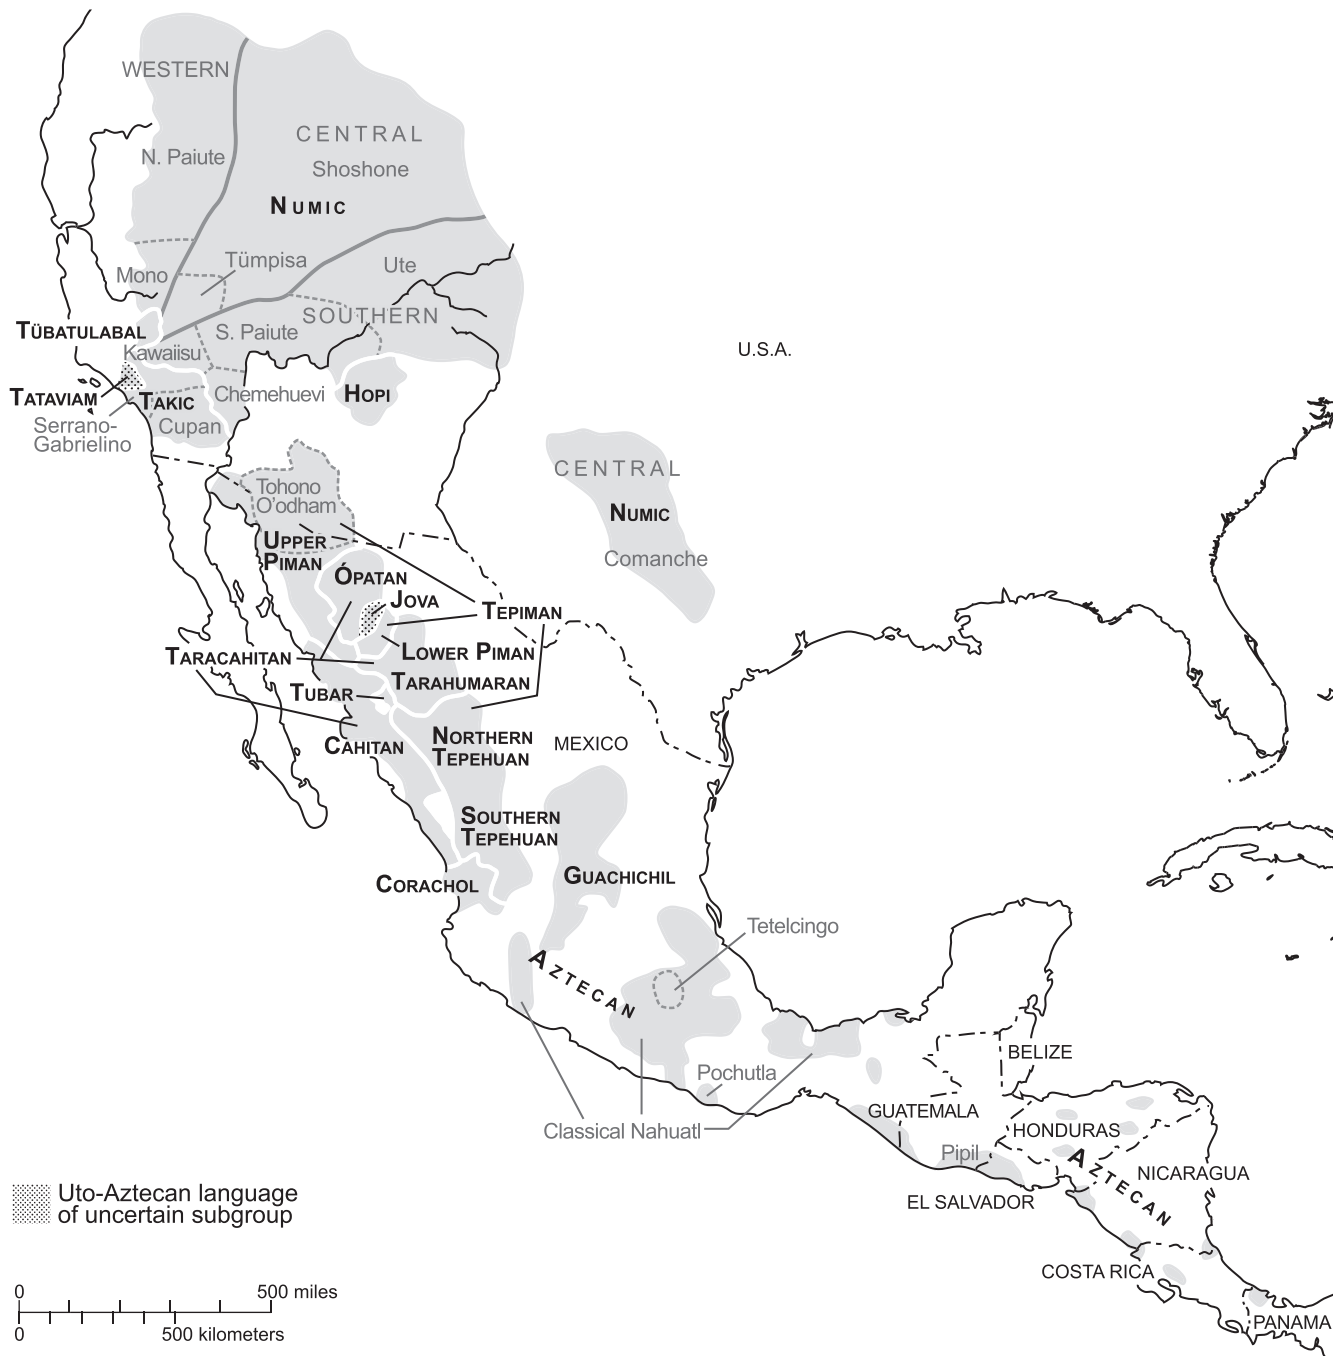 WESTERN
CENTRAL
N. Paiute
Shoshone
NUMIC
Tümpisa
Ute
Mono
SOUTHERN
TÜBATULABAL
S. Paiute
Kawaiisu
U.S.A.
TATAVIAM
TAKIC
Chemehuevi
HOPI
Serrano-
Gabrielino
Cupan
CENTRAL
Tohono
O'odham
NUMIC
UPPER
PIMAN
Comanche
ÓPATAN
JOVA
TEPIMAN
TARACAHITAN
LOWER PIMAN
TARAHUMARAN
TUBAR
CAHITAN
NORTHERN
TEPEHUAN
MEXICO
SOUTHERN
TEPEHUAN
CORACHOL
GUACHICHIL
Tetelcingo
AZTECAN
BELIZE
Pochutla
GUATEMALA
Classical Nahuatl
HONDURAS
Pipil
AZTECAN
NICARAGUA
EL SALVADOR
COSTA RICA
PANAMA
Uto-Aztecan language
of uncertain subgroup
0 500 miles
0 500 kilometers